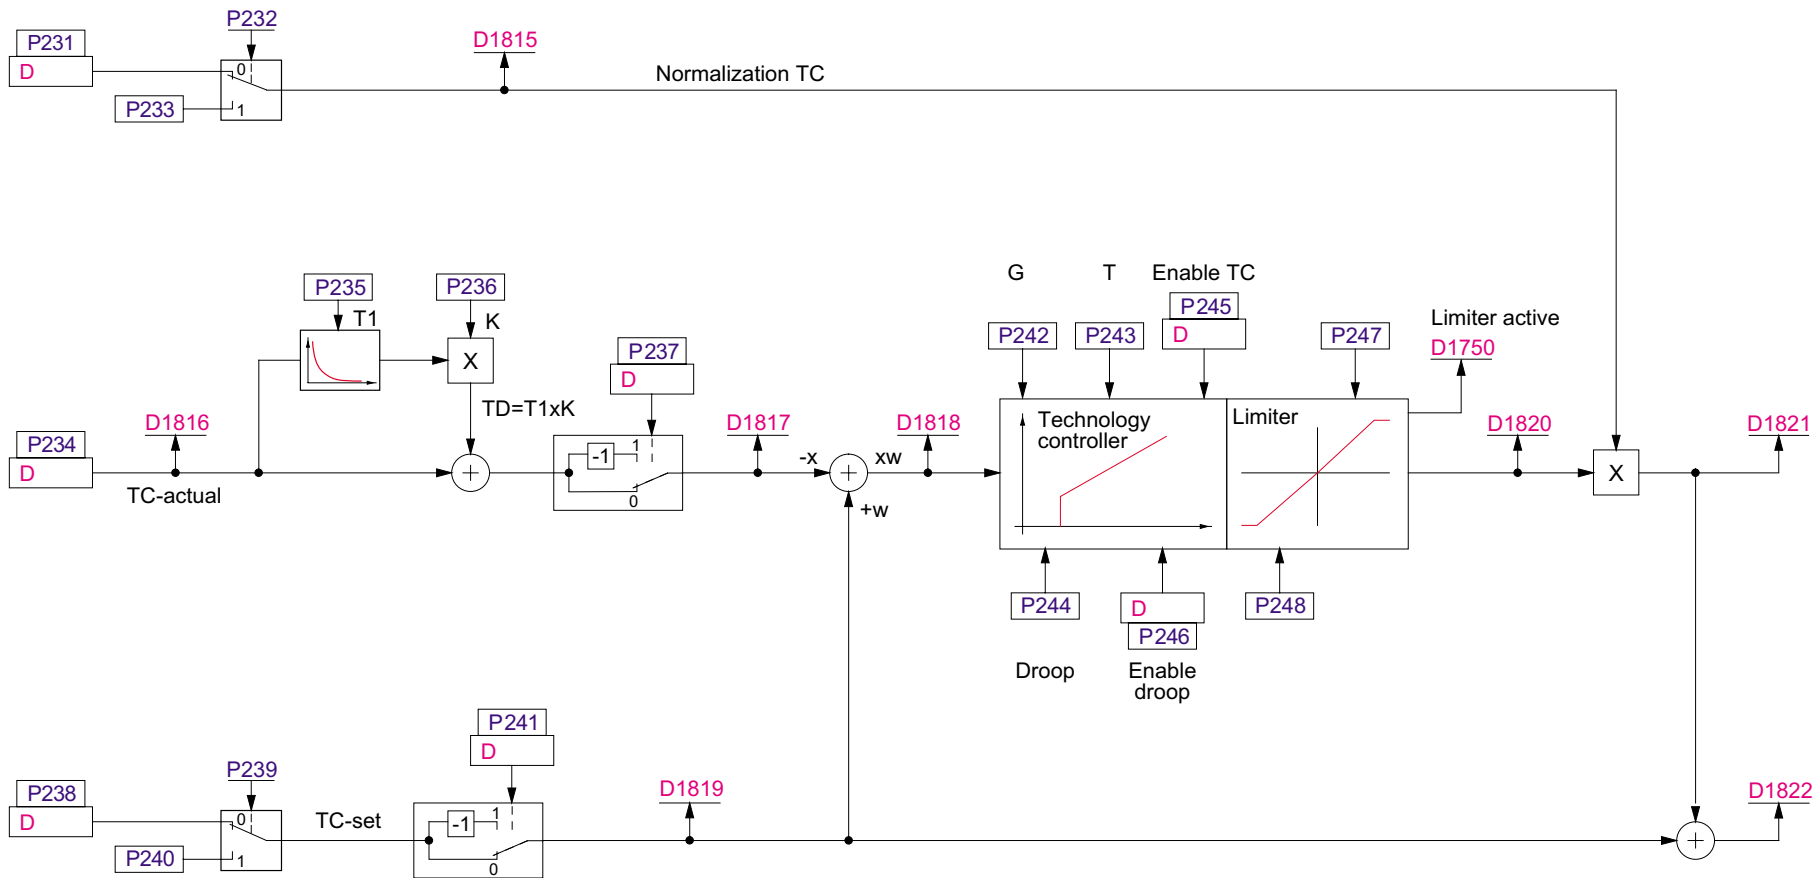 P232
P231
D
0
P233
1
D1815
Normalization TC
P235
T1
P236
K
X
TD=T1xK
P237
D
G
T
Enable TC
P242
P243
P245
D
P247
Limiter active
D1750
D1816
P234
D
TC-actual
-1
1
0
D1817
-x
+
+
xw
+w
D1818
Technology
controller
Limiter
D1820
X
D1821
P244
D
P246
P248
Droop
Enable
droop
P241
D
P239
P238
D
0
P240
1
TC-set
-1
1
0
D1819
+
D1822